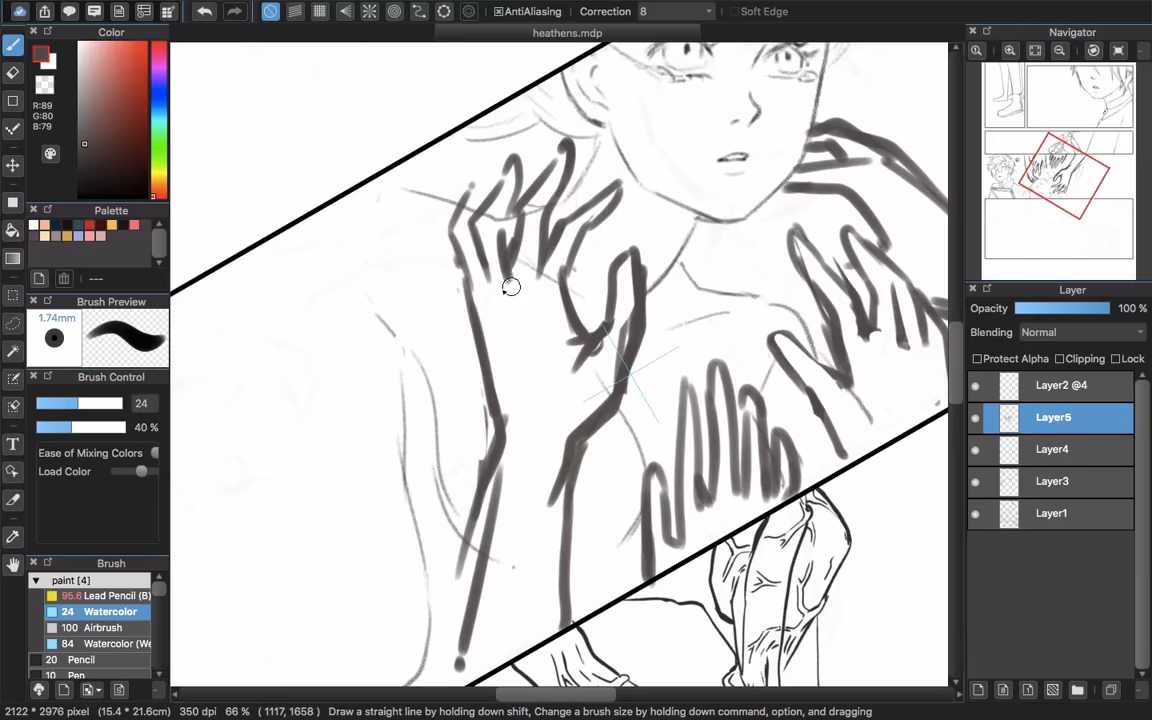 AntiAliasing Correction 8 Soft Edge
Color
heathens.mdp
Navigator
R:89
G:80
B:79
Palette
---
Brush Preview
1.74mm
Brush Control
24
40 %
Ease of Mixing Colors
Load Color
Brush
paint [4]
95.6 Lead Pencil (B)
24 Watercolor
100 Airbrush
84 Watercolor (We
20 Pencil
10 Pen
Layer
Opacity 100 %
Blending Normal
Protect Alpha Clipping Lock
Layer2 @4
Layer5
Layer4
Layer3
Layer1
2122 * 2976 pixel (15.4 * 21.6cm) 350 dpi 66 % ( 1117, 1658 ) Draw a straight line by holding down shift, Change a brush size by holding down command, option, and dragging